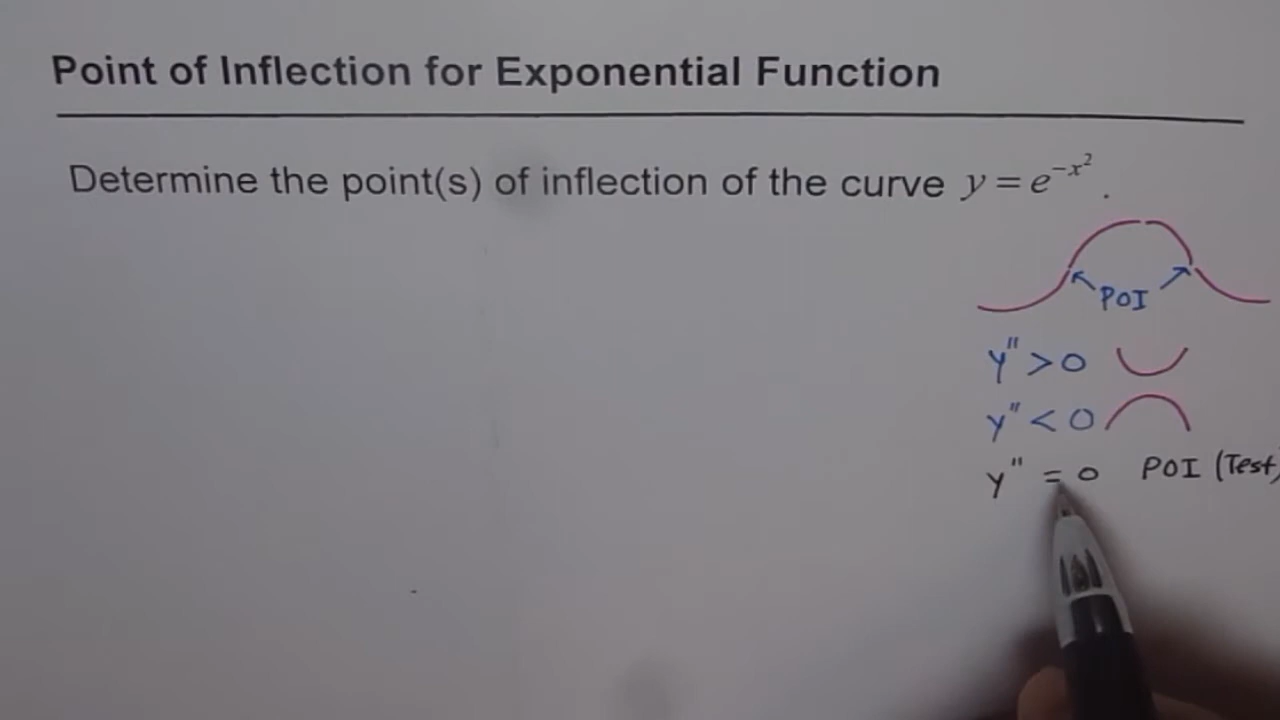 Point of Inflection for Exponential Function
Determine the point(s) of inflection of the curve y = e^{-x^2} .
POI
y" > 0
y" < 0
y" = 0 POI (Test)